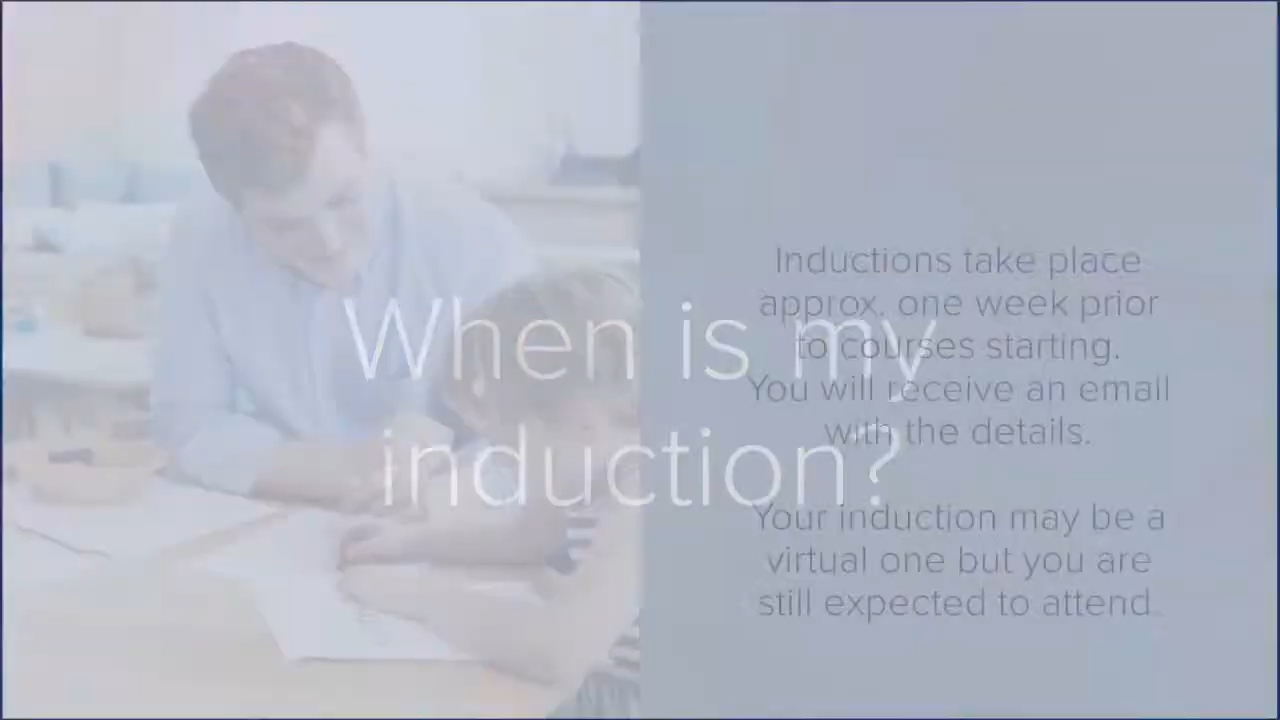 When is my
induction?
Inductions take place
approx. one week prior
to courses starting.
You will receive an email
with the details.
Your induction may be a
virtual one but you are
still expected to attend.